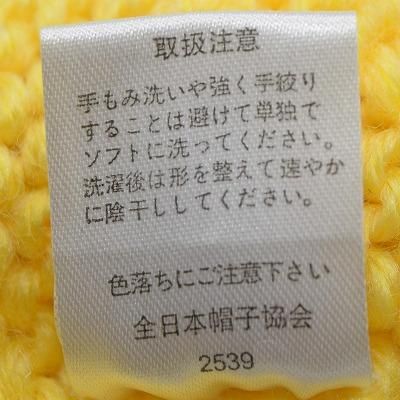 取扱注意
手もみ洗いや強く手絞り
することは避けて単独で
ソフトに洗ってください。
洗濯後は形を整えて速やか
に陰干ししてください。
色落ちにご注意下さい
全日本帽子協会
2539